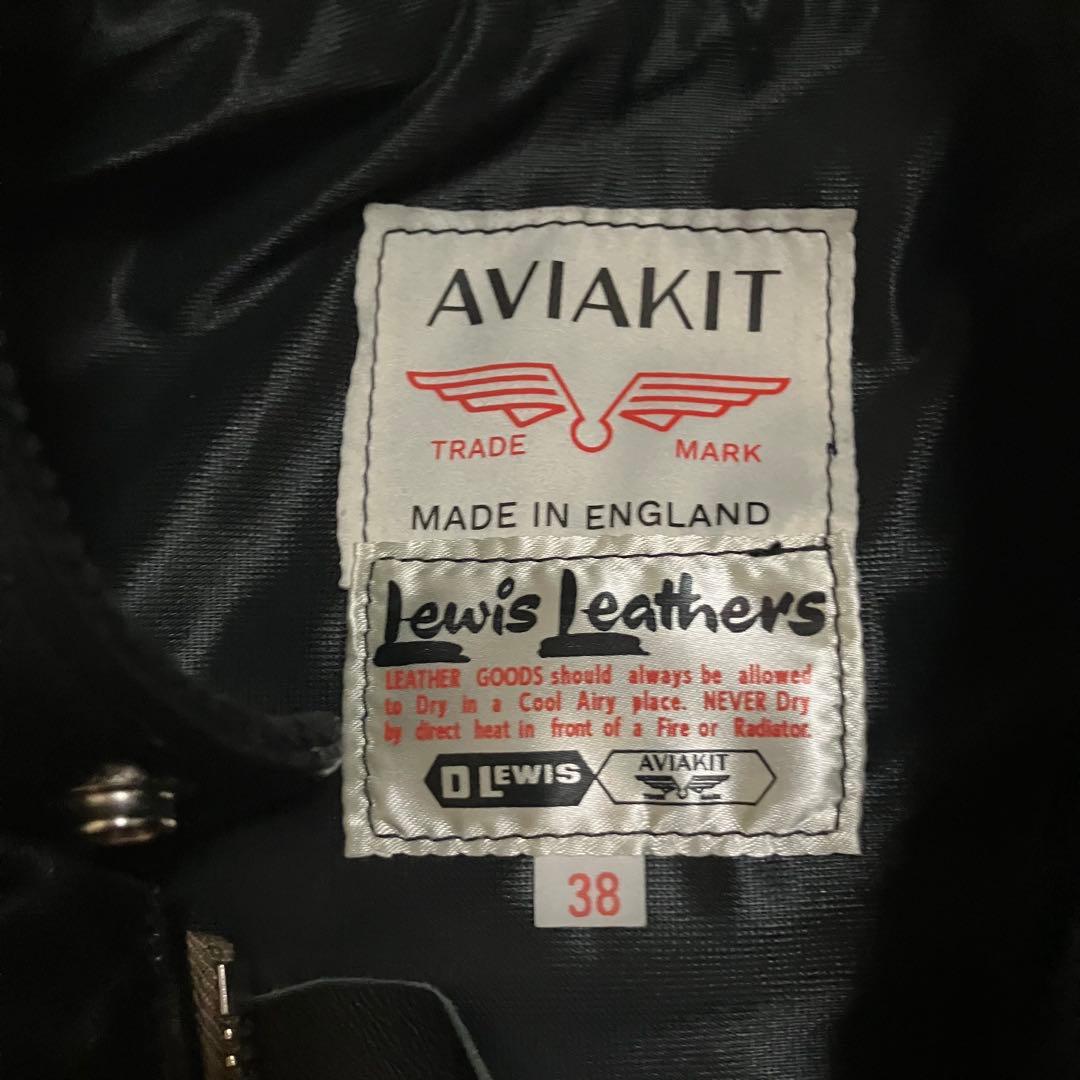 AVIAKIT
TRADE MARK
MADE IN ENGLAND
Lewis Leathers
LEATHER GOODS should always be allowed
to Dry in a Cool Airy place. NEVER Dry
by direct heat in front of a Fire or Radiator.
D LEWIS AVIAKIT
38